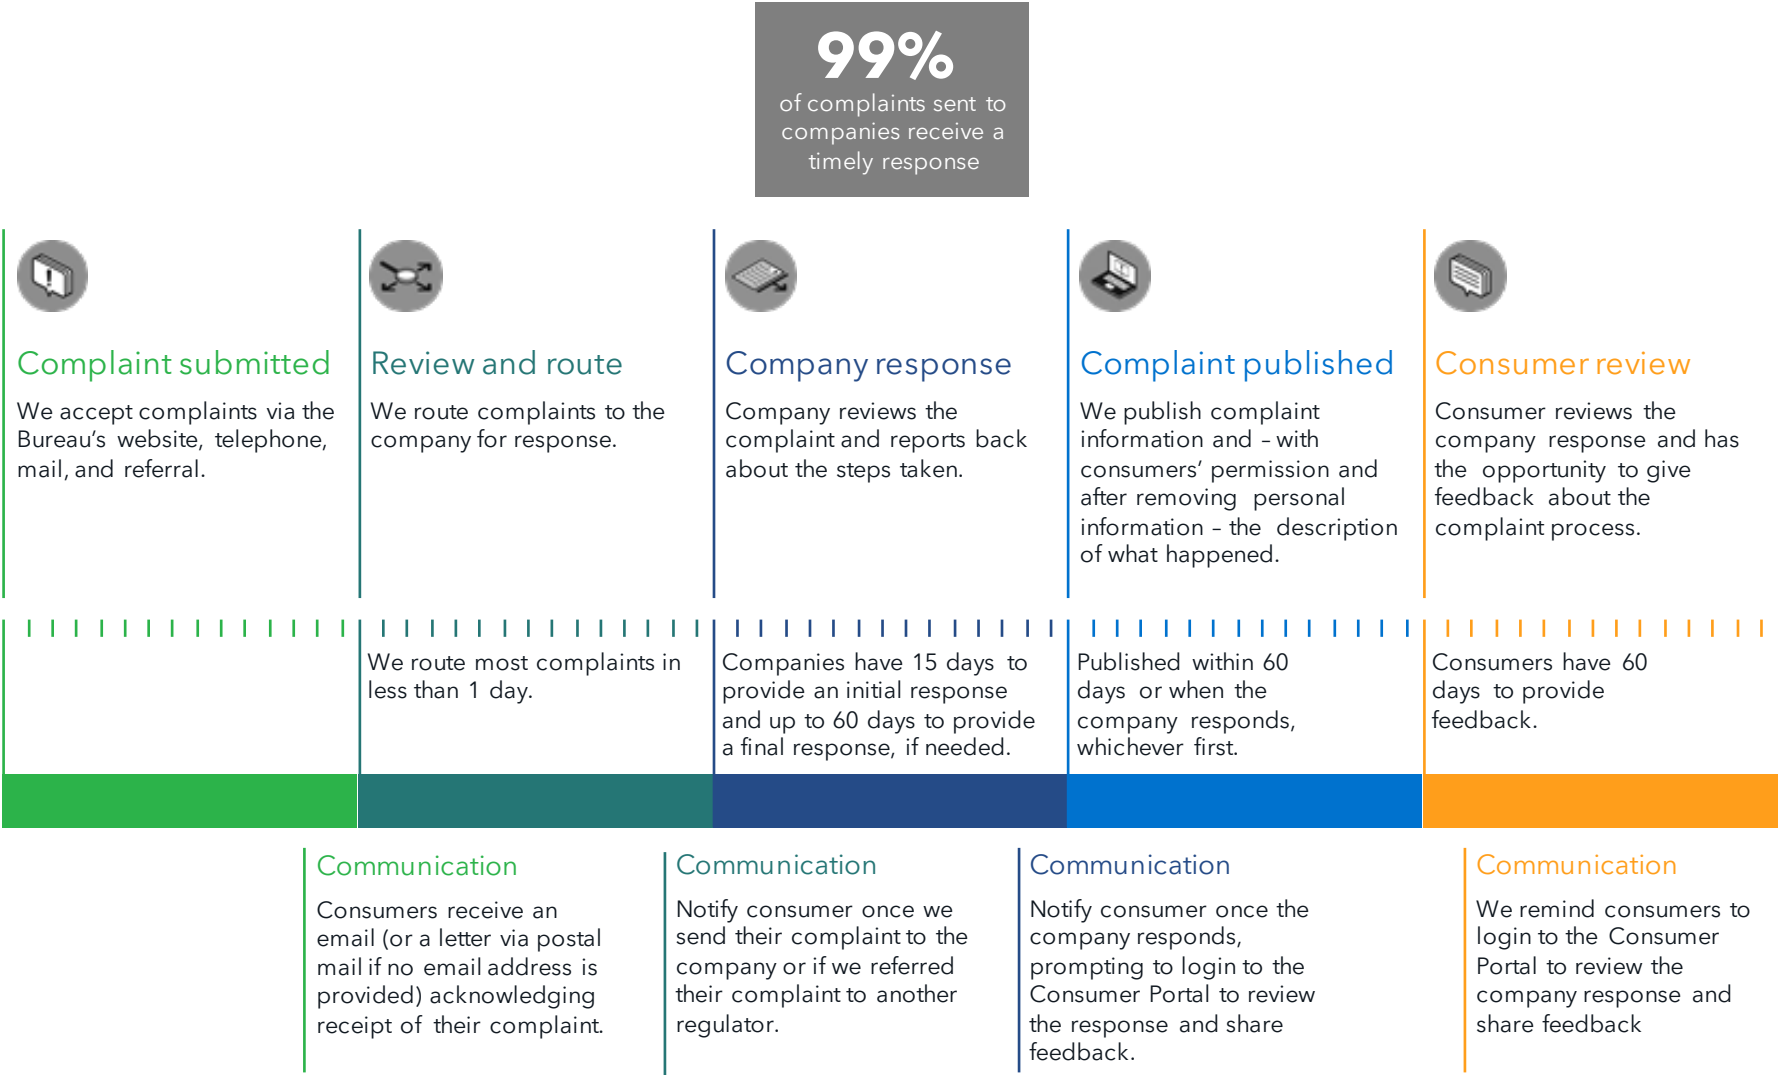 99%
of complaints sent to
companies receive a
timely response
Complaint submitted
We accept complaints via the
Bureau's website, telephone,
mail, and referral.
Review and route
We route complaints to the
company for response.
Company response
Company reviews the
complaint and reports back
about the steps taken.
Complaint published
We publish complaint
information and – with
consumers' permission and
after removing personal
information – the description
of what happened.
Consumer review
Consumer reviews the
company response and has
the opportunity to give
feedback about the
complaint process.
We route most complaints in
less than 1 day.
Companies have 15 days to
provide an initial response
and up to 60 days to provide
a final response, if needed.
Published within 60
days or when the
company responds,
whichever first.
Consumers have 60
days to provide
feedback.
Communication
Consumers receive an
email (or a letter via postal
mail if no email address is
provided) acknowledging
receipt of their complaint.
Communication
Notify consumer once we
send their complaint to the
company or if we referred
their complaint to another
regulator.
Communication
Notify consumer once the
company responds,
prompting to login to the
Consumer Portal to review
the response and share
feedback.
Communication
We remind consumers to
login to the Consumer
Portal to review the
company response and
share feedback